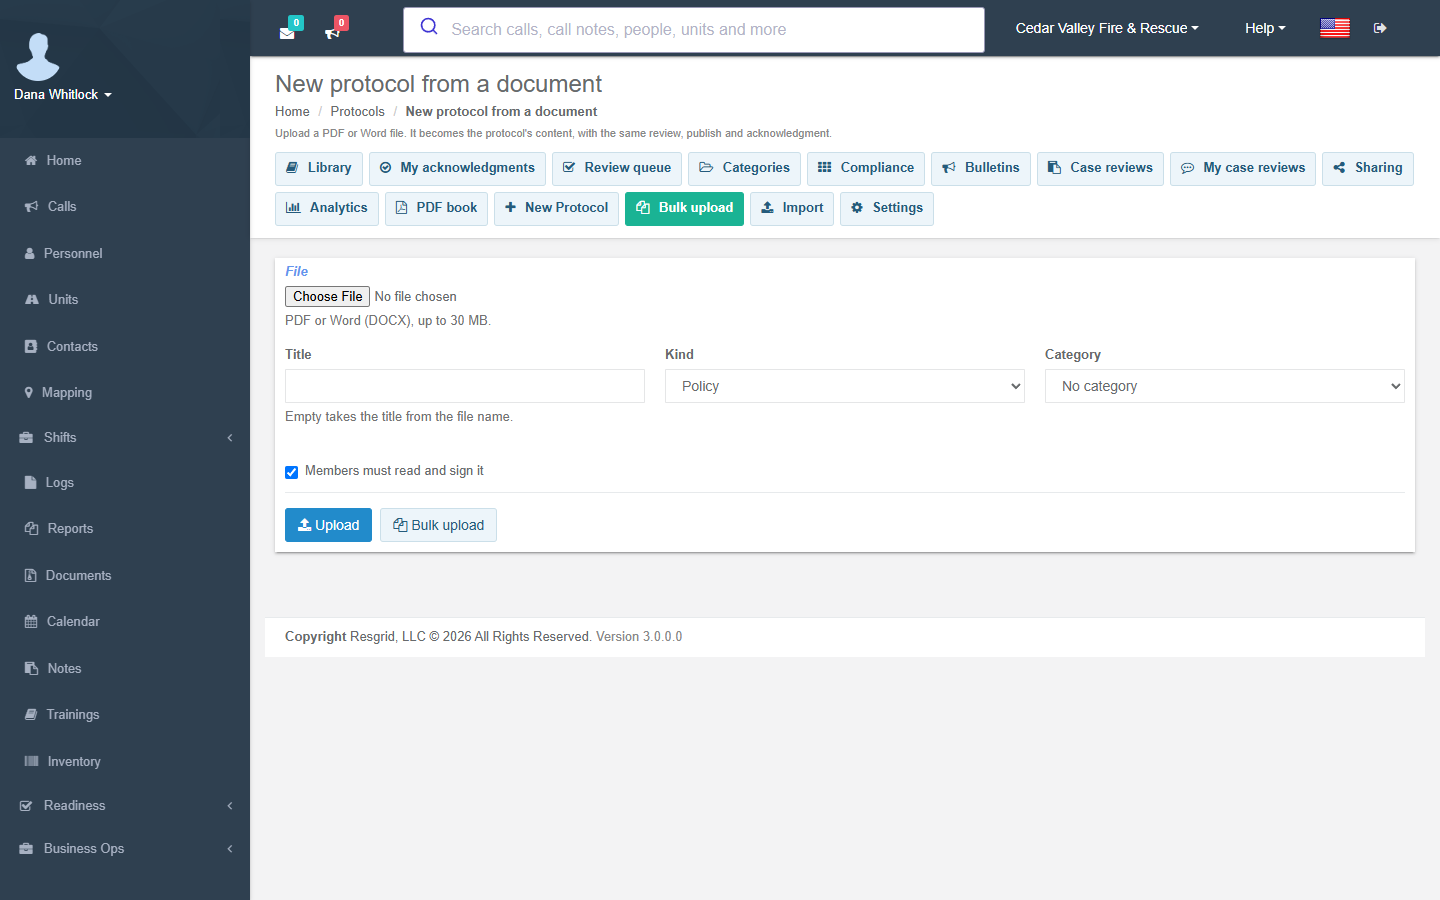 0
0
Search calls, call notes, people, units and more
Cedar Valley Fire & Rescue
Help
Dana Whitlock
Home
Calls
Personnel
Units
Contacts
Mapping
Shifts
Logs
Reports
Documents
Calendar
Notes
Trainings
Inventory
Readiness
Business Ops
New protocol from a document
Home / Protocols / New protocol from a document
Upload a PDF or Word file. It becomes the protocol's content, with the same review, publish and acknowledgment.
Library
My acknowledgments
Review queue
Categories
Compliance
Bulletins
Case reviews
My case reviews
Sharing
Analytics
PDF book
New Protocol
Bulk upload
Import
Settings
File
Choose File No file chosen
PDF or Word (DOCX), up to 30 MB.
Title
Kind
Category
Policy
No category
Empty takes the title from the file name.
Members must read and sign it
Upload
Bulk upload
Copyright Resgrid, LLC © 2026 All Rights Reserved. Version 3.0.0.0